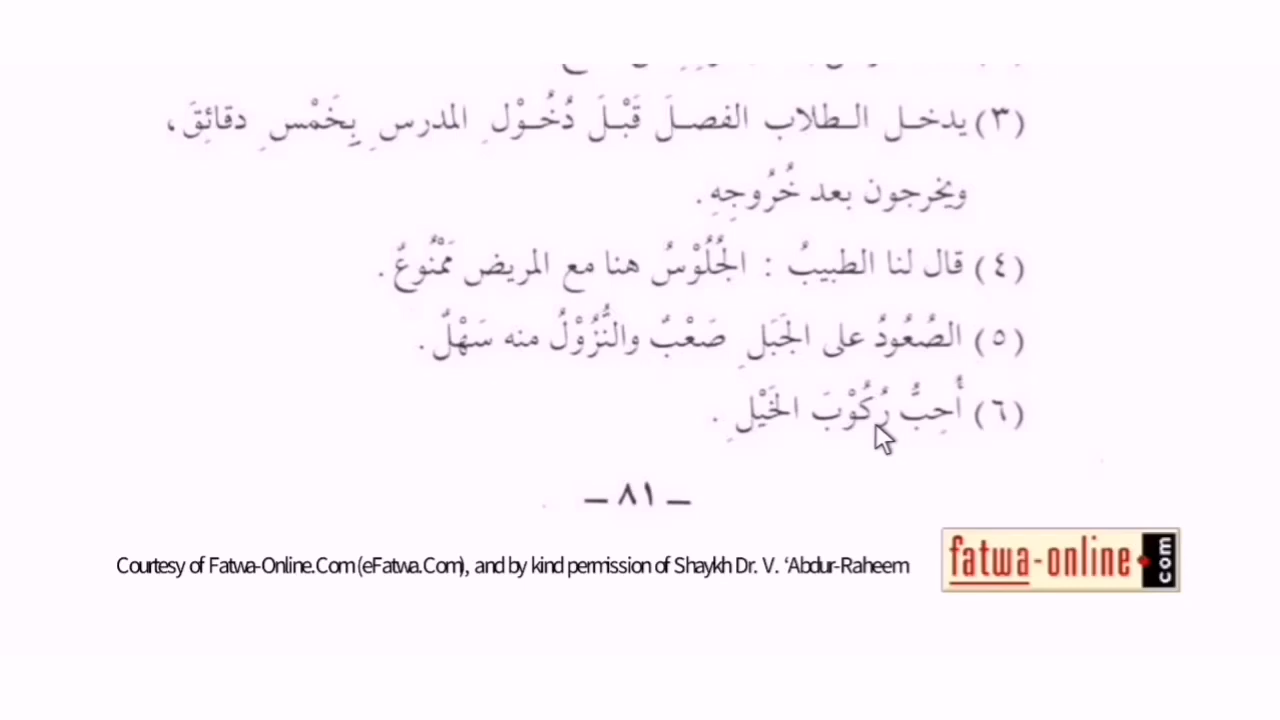 (٣) يدخل الطلاب الفصلَ قَبْلَ دُخُوْلِ المدرسِ بِخَمْسِ دقائِقَ،
ويخرجون بعد خُرُوجِهِ.
(٤) قال لنا الطبيبُ : الجُلُوْسُ هنا مع المريض مَمْنُوعٌ.
(٥) الصُعُودُ على الجَبَلِ صَعْبٌ والنُّزُوْلُ منه سَهْلٌ.
(٦) أُحِبُّ رُكُوْبَ الخَيْلِ.
– ٨١ –
Courtesy of Fatwa-Online.Com (eFatwa.Com), and by kind permission of Shaykh Dr. V. ‘Abdur-Raheem
fatwa-online.com